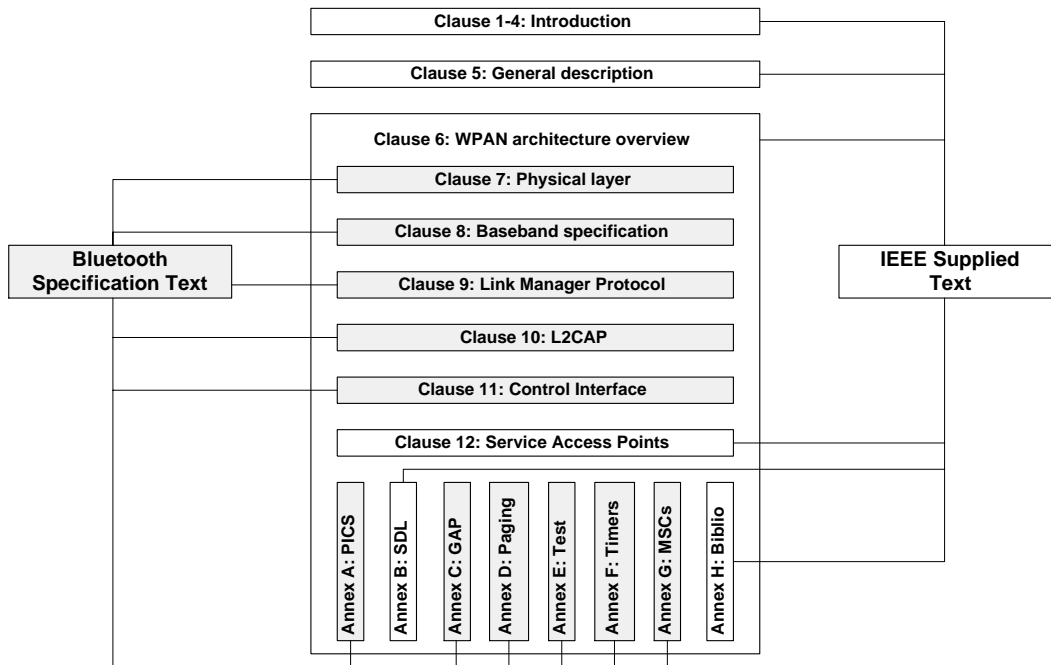 Clause 1-4: Introduction
Clause 5: General description
Clause 6: WPAN architecture overview
Clause 7: Physical layer
Clause 8: Baseband specification
Bluetooth
Specification Text
IEEE Supplied
Text
Clause 9: Link Manager Protocol
Clause 10: L2CAP
Clause 11: Control Interface
Clause 12: Service Access Points
Annex A: PICS
Annex B: SDL
Annex C: GAP
Annex D: Paging
Annex E: Test
Annex F: Timers
Annex G: MSCs
Annex H: Biblio